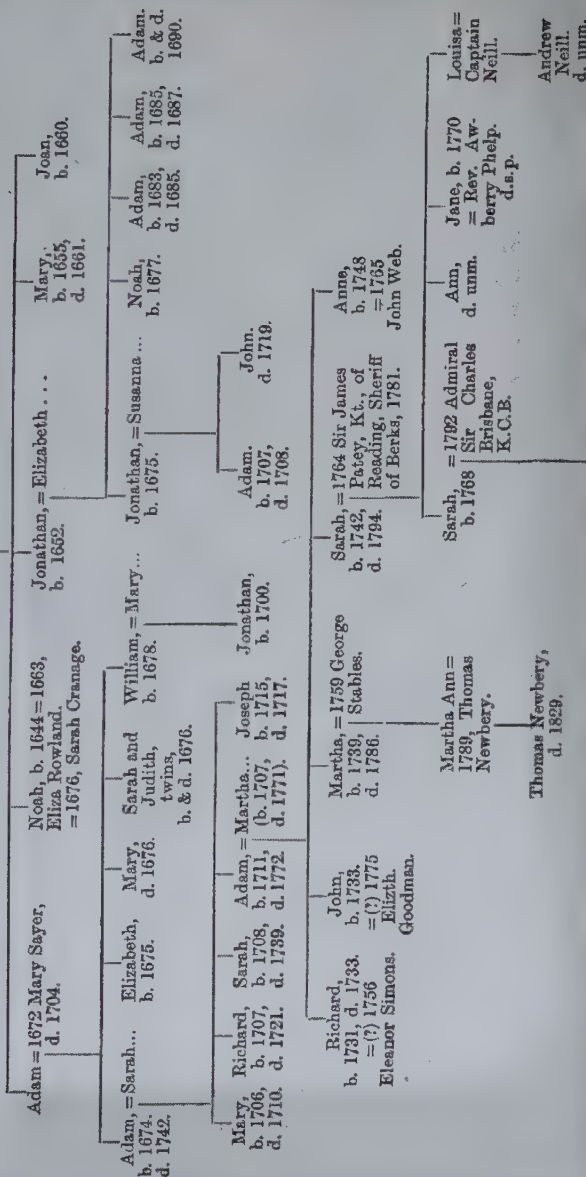 Adam = 1672 Mary Sayer,
d. 1704.
Noah, b. 1644 = 1663,
Eliza Rowland.
= 1676, Sarah Cranage.
Jonathan, = Elizabeth ...
b. 1652.
Mary,
b. 1655,
d. 1661.
Joan,
b. 1660.
Adam, = Sarah...
b. 1674.
d. 1742.
Elizabeth,
b. 1675.
Mary,
d. 1676.
Sarah and
Judith,
twins,
b. & d. 1676.
William, = Mary...
b. 1678.
Jonathan, = Susanna ...
b. 1675.
Noah,
b. 1677.
Adam,
b. 1683,
d. 1685.
Adam,
b. 1685,
d. 1687.
Adam.
b. & d.
1690.
Mary,
b. 1706,
d. 1710.
Richard,
b. 1707,
d. 1721.
Sarah,
b. 1708,
d. 1739.
Adam, = Martha...
b. 1711, (b. 1707,
d. 1772. d. 1771).
Joseph
b. 1715,
d. 1717.
Jonathan,
b. 1700.
Adam.
b. 1707,
d. 1708.
John.
d. 1719.
Richard,
b. 1731, d. 1733.
= (?) 1756
Eleanor Simons.
John,
b. 1733.
= (?) 1775
Elizth.
Goodman.
Martha, = 1759 George
b. 1739, Stables.
d. 1786.
Sarah, = 1764 Sir James
b. 1742, Patey, Kt., of
d. 1794. Reading, Sheriff
of Berks, 1781.
Anne,
b. 1748
= 1765
John Web.
Martha Ann =
1789, Thomas
Newbery.
Sarah, = 1792 Admiral
b. 1768 Sir Charles
Brisbane,
K.C.B.
Ann,
d. unm.
Jane, b. 1770
= Rev. Aw-
berry Phelp.
d.s.p.
Louisa =
Captain
Neill.
Thomas Newbery,
d. 1829.
Andrew
Neill.
d. unm.